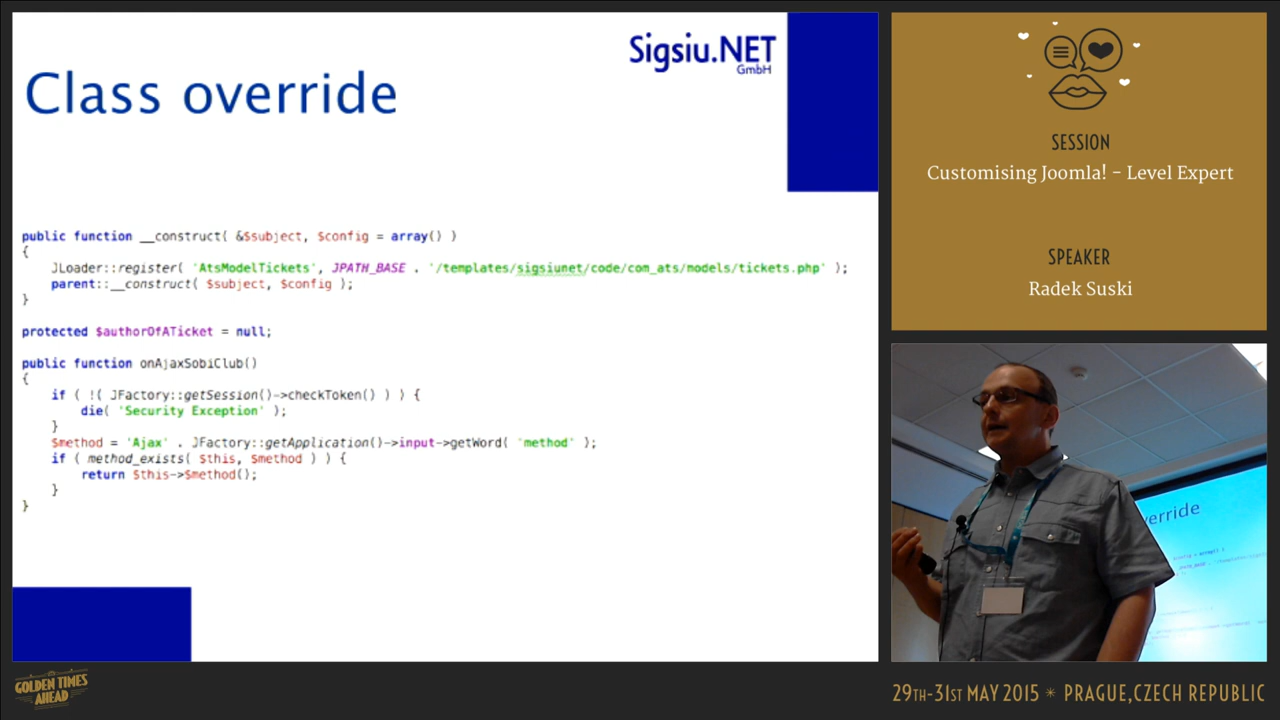 Sigsiu.NET
GmbH
Class override
public function __construct( &$subject, $config = array() )
{
JLoader::register( 'AtsModelTickets', JPATH_BASE . '/templates/sigsiunet/code/com_ats/models/tickets.php' );
parent::__construct( $subject, $config );
}
protected $authorOfATicket = null;
public function onAjaxSobiClub()
{
if ( !( JFactory::getSession()->checkToken() ) ) {
die( 'Security Exception' );
}
$method = 'Ajax' . JFactory::getApplication()->input->getWord( 'method' );
if ( method_exists( $this, $method ) ) {
return $this->$method();
}
}
SESSION
Customising Joomla! - Level Expert
SPEAKER
Radek Suski
verride
GOLDEN TIMES
AHEAD
29TH-31ST MAY 2015 * PRAGUE,CZECH REPUBLIC